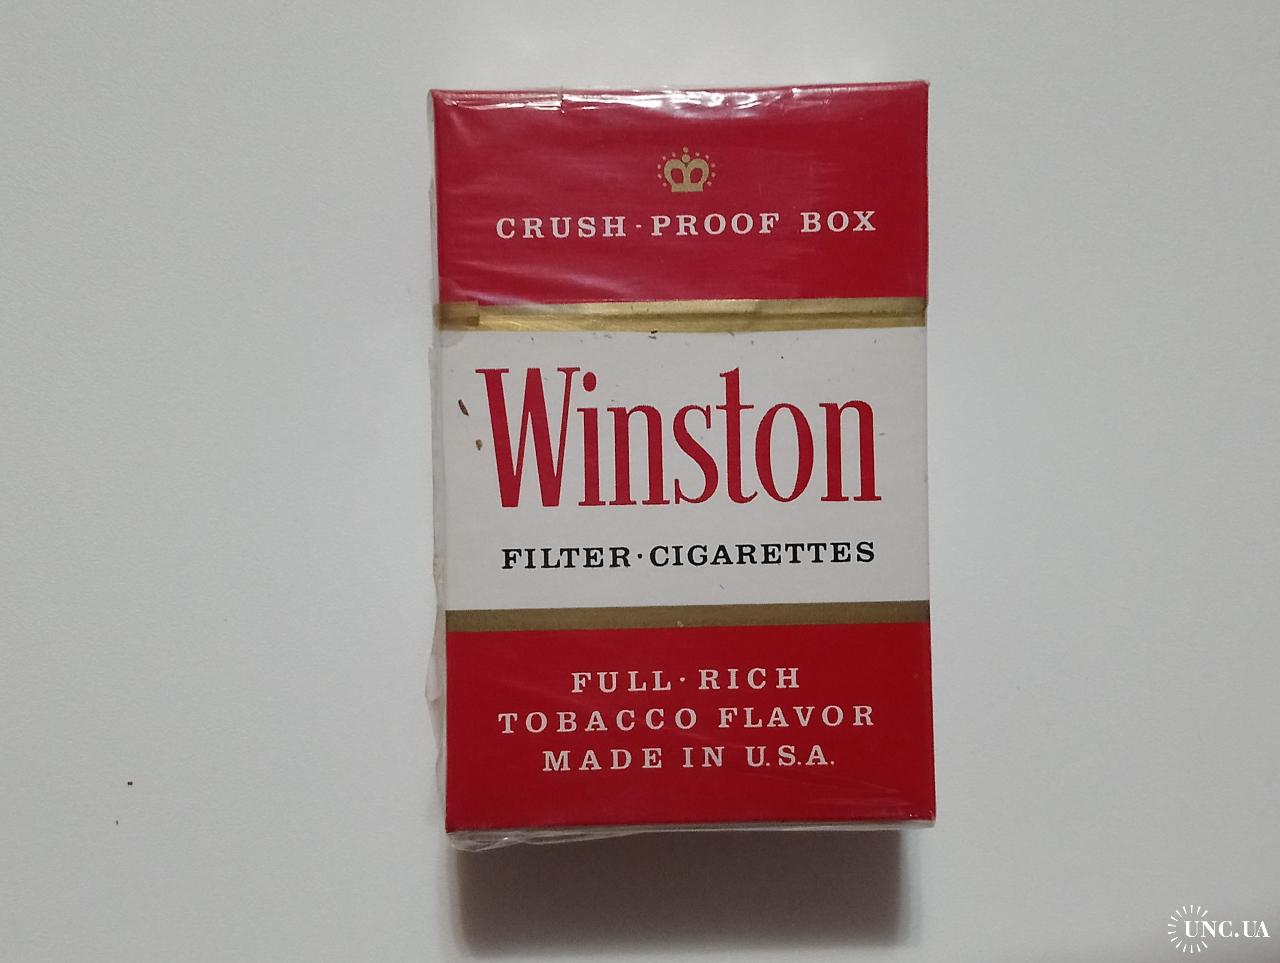 CRUSH-PROOF BOX
Winston
FILTER·CIGARETTES
FULL·RICH
TOBACCO FLAVOR
MADE IN U.S.A.
UNC.UA